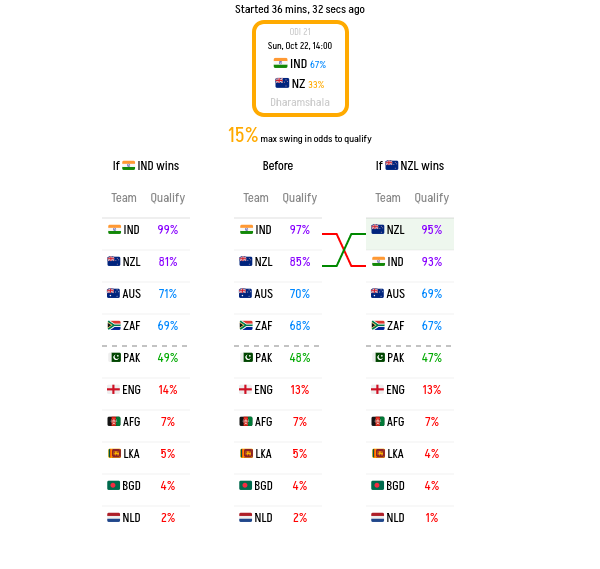 Started 36 mins, 32 secs ago
ODI 21
Sun, Oct 22, 14:00
IND 67%
NZ 33%
Dharamshala
15% max swing in odds to qualify
If IND wins
Team Qualify
IND 99%
NZL 81%
AUS 71%
ZAF 69%
PAK 49%
ENG 14%
AFG 7%
LKA 5%
BGD 4%
NLD 2%
Before
Team Qualify
IND 97%
NZL 85%
AUS 70%
ZAF 68%
PAK 48%
ENG 13%
AFG 7%
LKA 5%
BGD 4%
NLD 2%
If NZL wins
Team Qualify
NZL 95%
IND 93%
AUS 69%
ZAF 67%
PAK 47%
ENG 13%
AFG 7%
LKA 4%
BGD 4%
NLD 1%